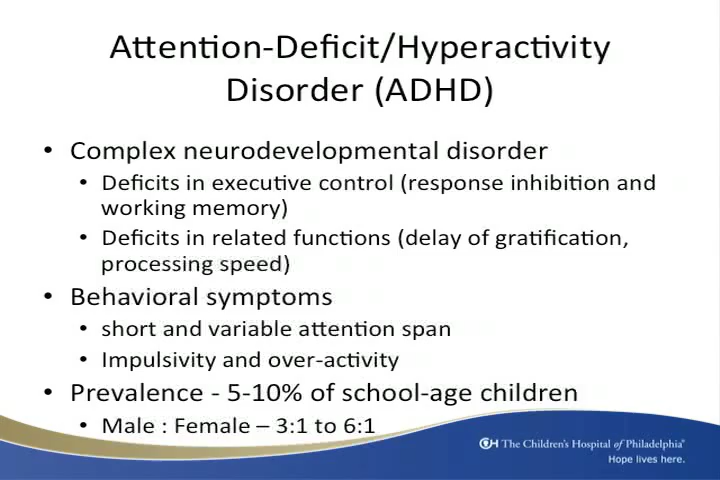 Attention-Deficit/Hyperactivity
Disorder (ADHD)
• Complex neurodevelopmental disorder
• Deficits in executive control (response inhibition and
working memory)
• Deficits in related functions (delay of gratification,
processing speed)
• Behavioral symptoms
• short and variable attention span
• Impulsivity and over-activity
• Prevalence - 5-10% of school-age children
• Male : Female – 3:1 to 6:1
The Children's Hospital of Philadelphia®
Hope lives here.